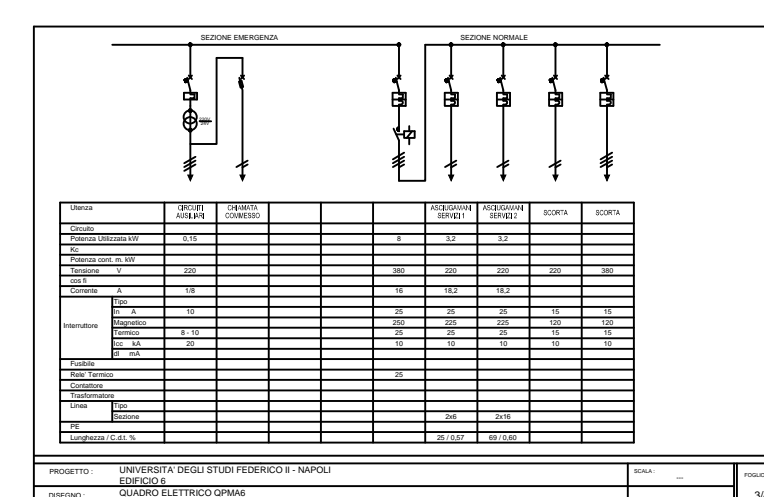 SEZIONE EMERGENZA SEZIONE NORMALE
Utenza CIRCUITI AUSILIARI CHIAMATA COMMESSO ASCIUGAMANI SERVIZI 1 ASCIUGAMANI SERVIZI 2 SCORTA SCORTA
Circuito
Potenza Utilizzata kW 0,15 8 3,2 3,2
Kc
Potenza cont. m. kW
Tensione V 220 380 220 220 220 380
cos fi
Corrente A 1/8 16 18,2 18,2
Interruttore
Tipo
In A 10 25 25 25 15 15
Magnetico 250 225 225 120 120
Termico 8 - 10 25 25 25 15 15
Icc kA 20 10 10 10 10 10
dI mA
Fusibile
Rele' Termico 25
Contattore
Trasformatore
Linea Tipo
Sezione 2x6 2x16
PE
Lunghezza / C.d.t. % 25 / 0,57 69 / 0,60
PROGETTO : UNIVERSITA' DEGLI STUDI FEDERICO II - NAPOLI SCALA : --- FOGLIO
EDIFICIO 6
DISEGNO : QUADRO ELETTRICO QPMA6 3/